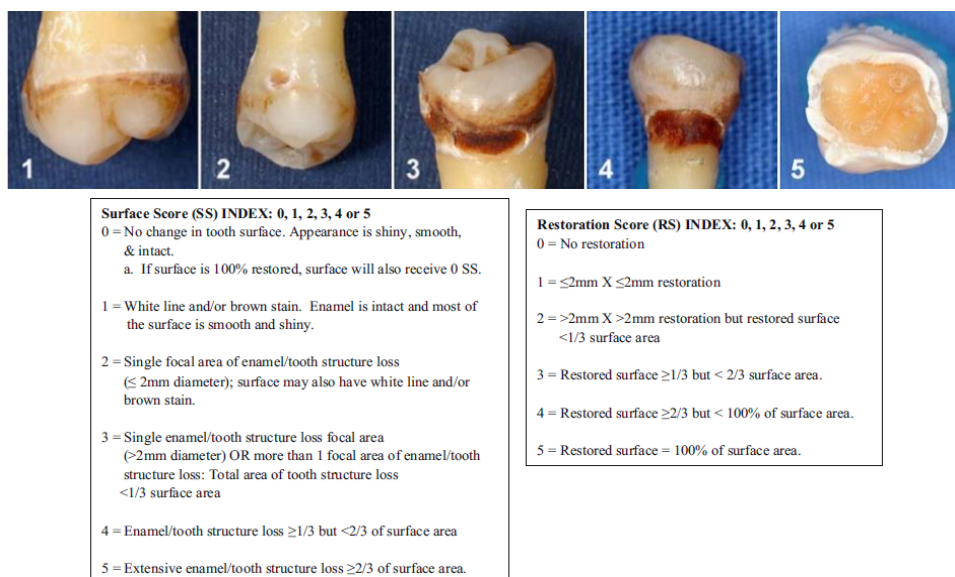 1
2
3
4
5
Surface Score (SS) INDEX: 0, 1, 2, 3, 4 or 5
0 = No change in tooth surface. Appearance is shiny, smooth,
& intact.
a. If surface is 100% restored, surface will also receive 0 SS.
1 = White line and/or brown stain. Enamel is intact and most of
the surface is smooth and shiny.
2 = Single focal area of enamel/tooth structure loss
(≤ 2mm diameter); surface may also have white line and/or
brown stain.
3 = Single enamel/tooth structure loss focal area
(>2mm diameter) OR more than 1 focal area of enamel/tooth
structure loss: Total area of tooth structure loss
<1/3 surface area
4 = Enamel/tooth structure loss ≥1/3 but <2/3 of surface area
5 = Extensive enamel/tooth structure loss ≥2/3 of surface area.
Restoration Score (RS) INDEX: 0, 1, 2, 3, 4 or 5
0 = No restoration
1 = ≤2mm X ≤2mm restoration
2 = >2mm X >2mm restoration but restored surface
<1/3 surface area
3 = Restored surface ≥1/3 but < 2/3 surface area.
4 = Restored surface ≥2/3 but < 100% of surface area.
5 = Restored surface = 100% of surface area.